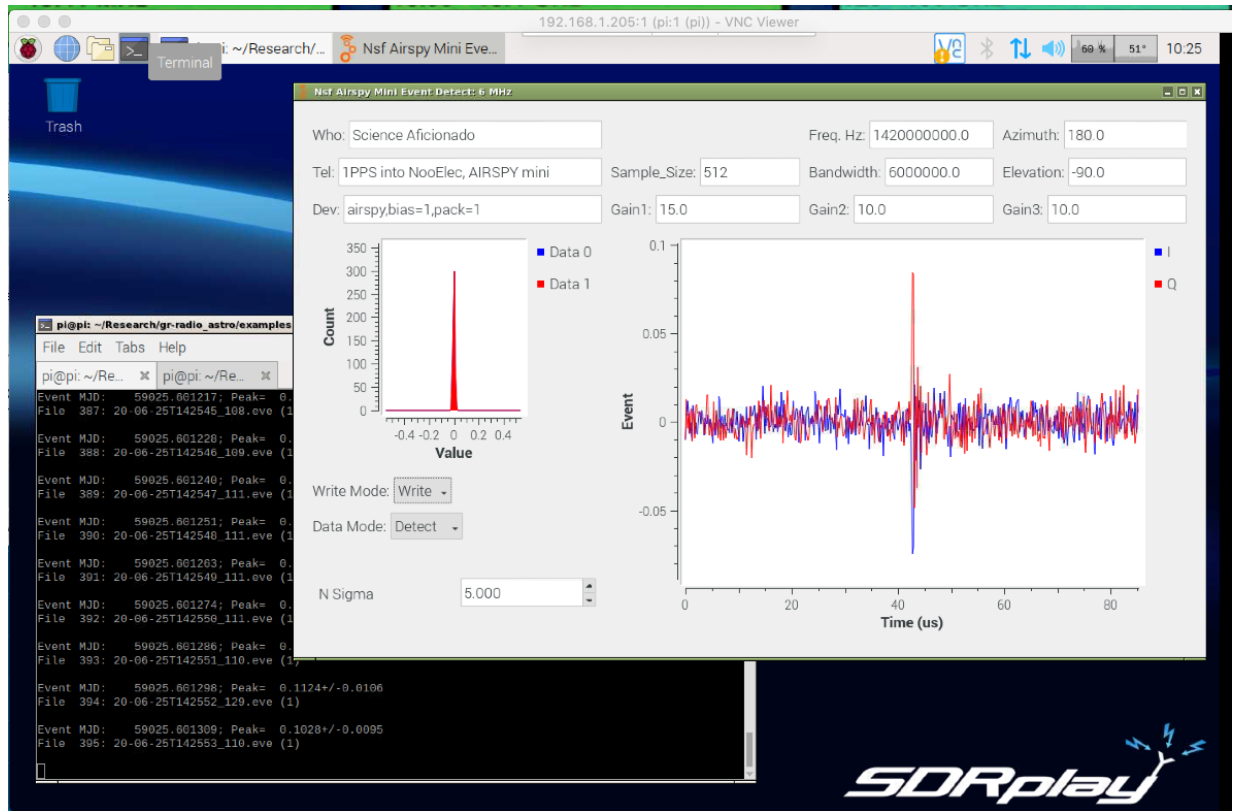 192.168.1.205:1 (pi:1 (pi)) - VNC Viewer
i: ~/Research/... Nsf Airspy Mini Eve... 60 % 51° 10:25
Terminal
Trash
Nsf Airspy Mini Event Detect: 6 MHz
Who: Science Aficionado Freq. Hz: 1420000000.0 Azimuth: 180.0
Tel: 1PPS into NooElec, AIRSPY mini Sample_Size: 512 Bandwidth: 6000000.0 Elevation: -90.0
Dev: airspy,bias=1,pack=1 Gain1: 15.0 Gain2: 10.0 Gain3: 10.0
350
300
250
200
150
100
50
0
Count
-0.4 -0.2 0 0.2 0.4
Value
Data 0
Data 1
Write Mode: Write
Data Mode: Detect
N Sigma 5.000
0.1
0.05
0
-0.05
Event
0 20 40 60 80
Time (us)
I
Q
pi@pi: ~/Research/gr-radio_astro/examples
File Edit Tabs Help
pi@pi: ~/Re... pi@pi: ~/Re...
Event MJD: 59025.601217; Peak= 0.
File 387: 20-06-25T142545_108.eve (1
Event MJD: 59025.601228; Peak= 0.
File 388: 20-06-25T142546_109.eve (1
Event MJD: 59025.601240; Peak= 0.
File 389: 20-06-25T142547_111.eve (1
Event MJD: 59025.601251; Peak= 0.
File 390: 20-06-25T142548_111.eve (1
Event MJD: 59025.601263; Peak= 0.
File 391: 20-06-25T142549_111.eve (1
Event MJD: 59025.601274; Peak= 0.
File 392: 20-06-25T142550_111.eve (1
Event MJD: 59025.601286; Peak= 0.
File 393: 20-06-25T142551_110.eve (1)
Event MJD: 59025.601298; Peak= 0.1124+/-0.0106
File 394: 20-06-25T142552_129.eve (1)
Event MJD: 59025.601309; Peak= 0.1028+/-0.0095
File 395: 20-06-25T142553_110.eve (1)
SDRplay